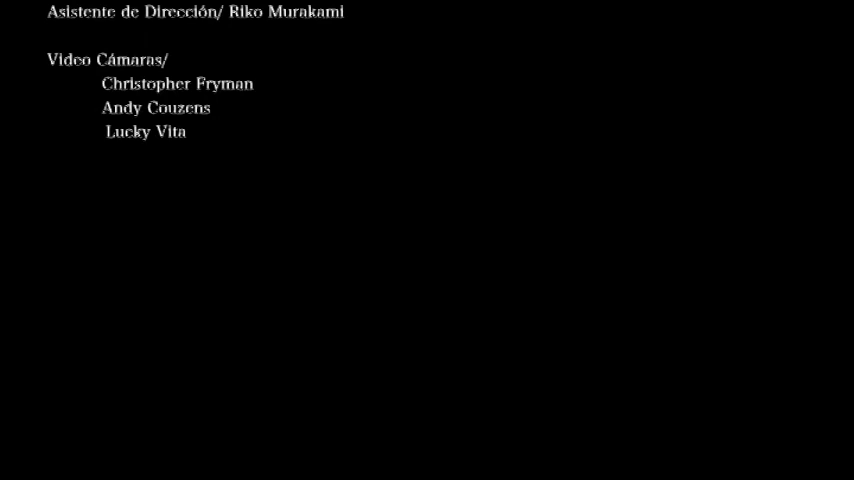 Asistente de Dirección/ Riko Murakami
Video Cámaras/
Christopher Fryman
Andy Couzens
Lucky Vita